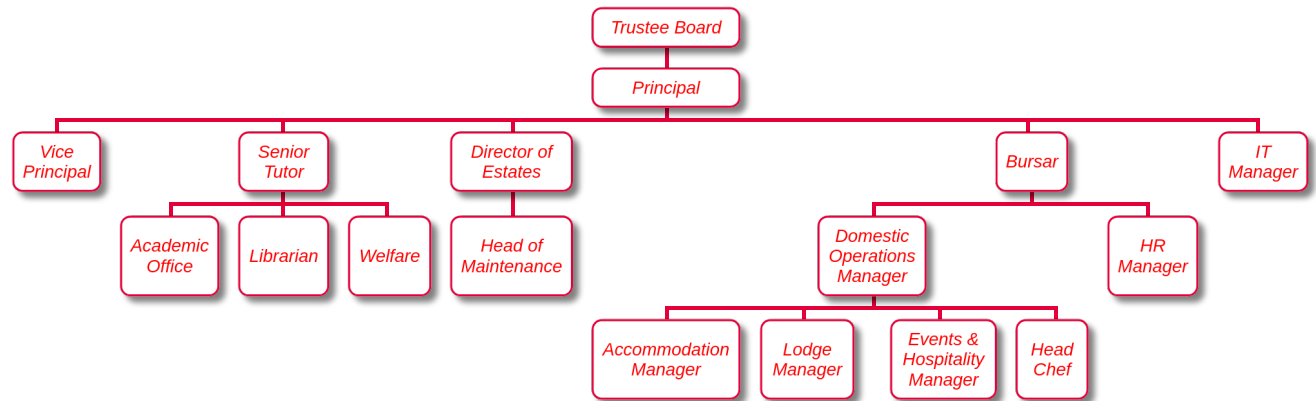 Trustee Board
Principal
Vice
Principal
Senior
Tutor
Director of
Estates
Bursar
IT
Manager
Academic
Office
Librarian
Welfare
Head of
Maintenance
Domestic
Operations
Manager
HR
Manager
Accommodation
Manager
Lodge
Manager
Events &
Hospitality
Manager
Head
Chef